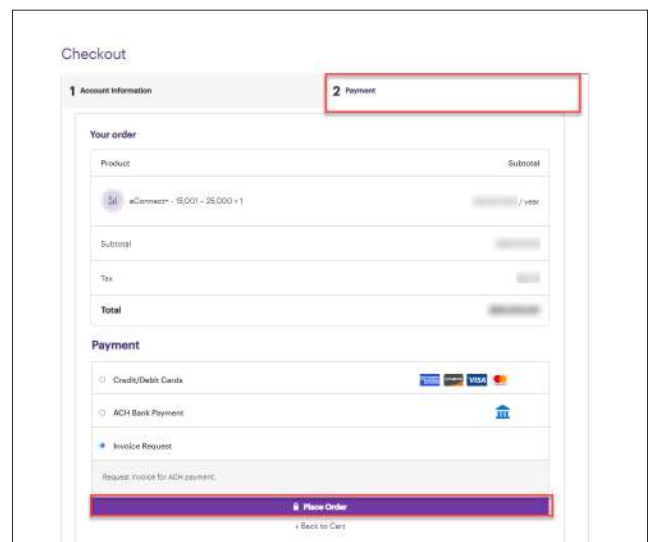 Checkout
1 Account Information
2 Payment
Your order
Product Subtotal
eConnect+ - 15,001 – 25,000 × 1 / year
Subtotal
Tax
Total
Payment
Credit/Debit Cards VISA
ACH Bank Payment
Invoice Request
Request invoice for ACH payment.
Place Order
« Back to Cart